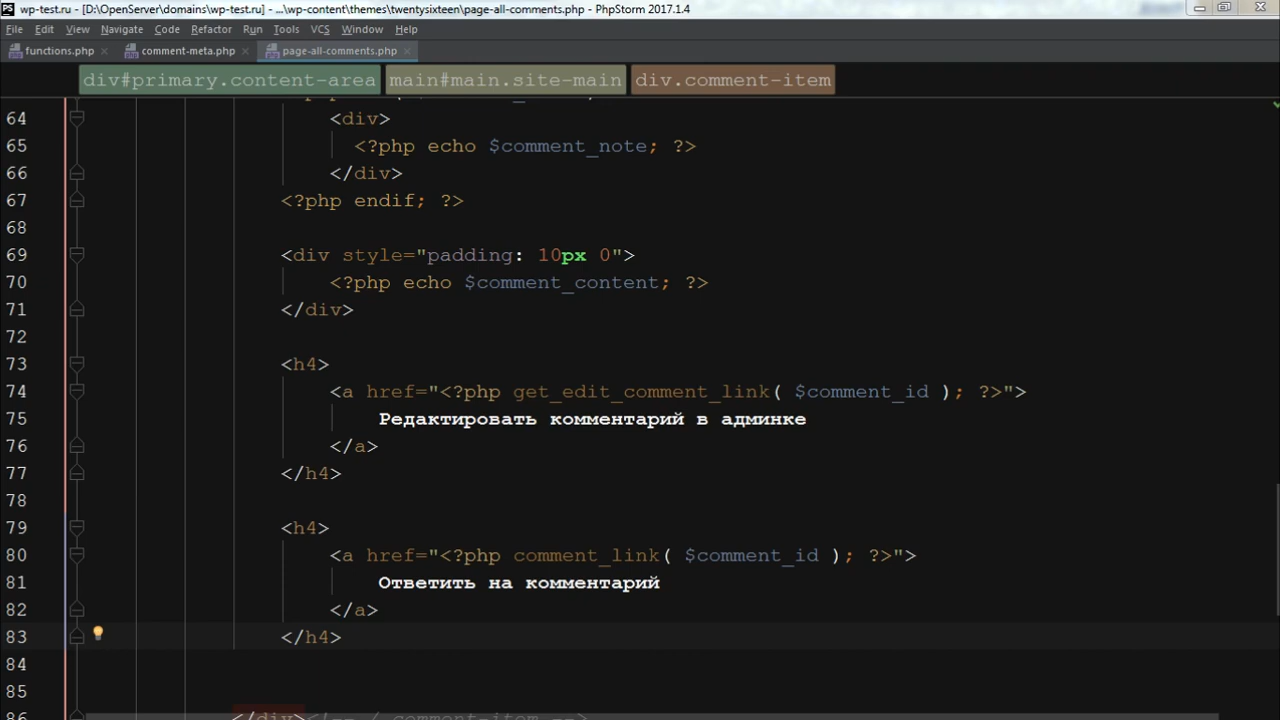 wp-test.ru - [D:\OpenServer\domains\wp-test.ru] - ...\wp-content\themes\twentysixteen\page-all-comments.php - PhpStorm 2017.1.4
File Edit View Navigate Code Refactor Run Tools VCS Window Help
functions.php comment-meta.php page-all-comments.php
div#primary.content-area main#main.site-main div.comment-item
64 <div>
65 <?php echo $comment_note; ?>
66 </div>
67 <?php endif; ?>
68
69 <div style="padding: 10px 0">
70 <?php echo $comment_content; ?>
71 </div>
72
73 <h4>
74 <a href="<?php get_edit_comment_link( $comment_id ); ?>">
75 Редактировать комментарий в админке
76 </a>
77 </h4>
78
79 <h4>
80 <a href="<?php comment_link( $comment_id ); ?>">
81 Ответить на комментарий
82 </a>
83 </h4>
84
85
86 </div><!-- / comment-item -->